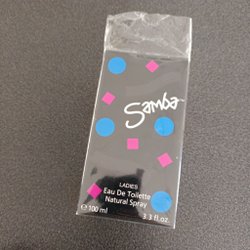 Samba
LADIES
Eau De Toilette
Natural Spray
℮ 100 ml 3.3 fl.oz.